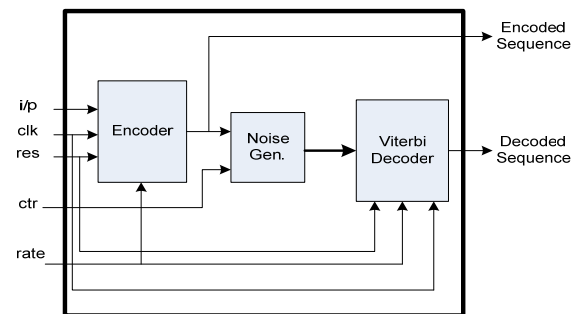 Encoded
Sequence
i/p
clk
res
ctr
rate
Encoder
Noise
Gen.
Viterbi
Decoder
Decoded
Sequence